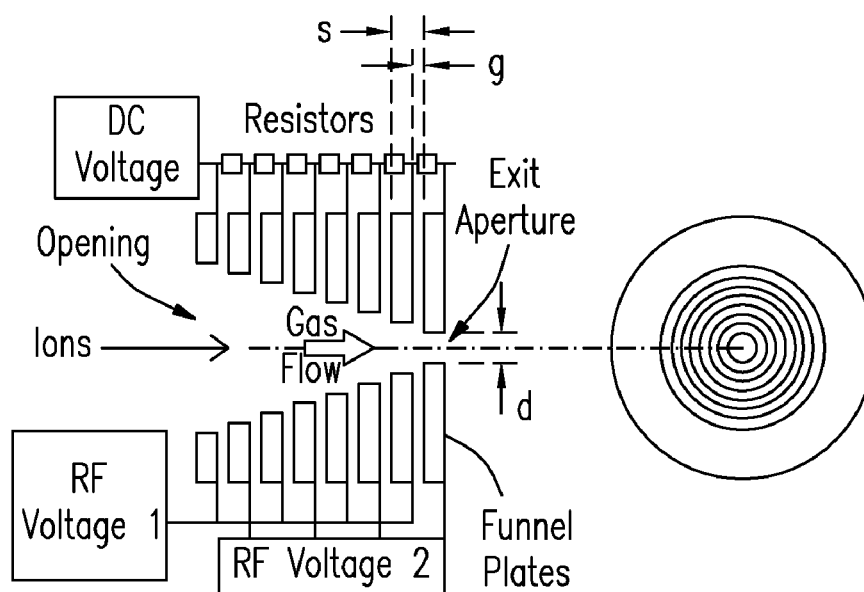 s
g
DC
Voltage
Resistors
Exit
Aperture
Opening
Ions
Gas
Flow
d
RF
Voltage 1
RF Voltage 2
Funnel
Plates